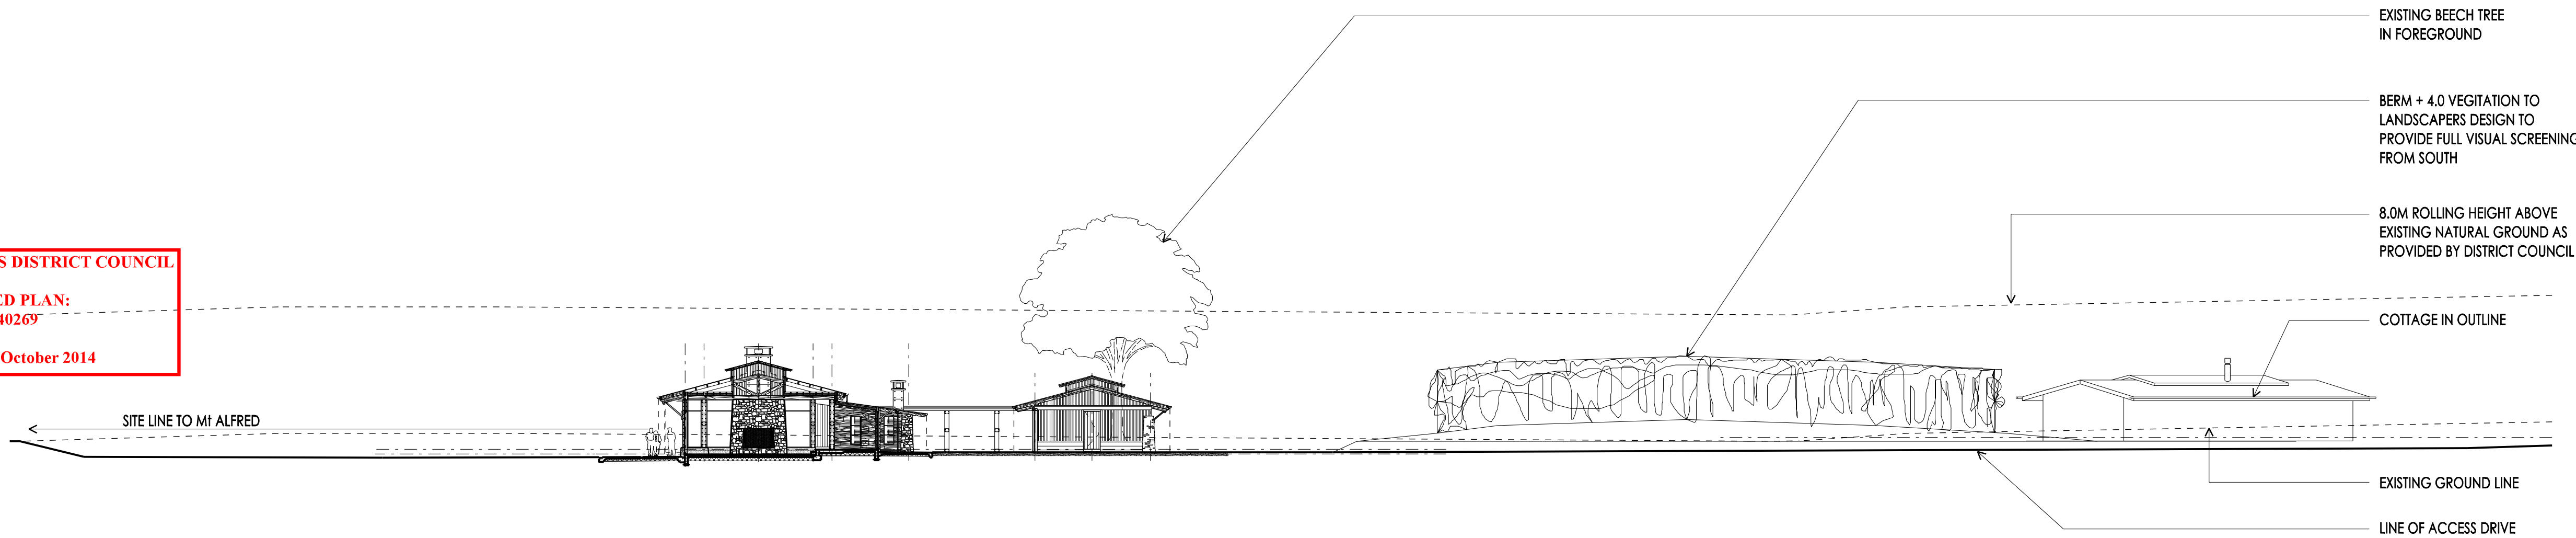 EXISTING BEECH TREE
IN FOREGROUND
BERM + 4.0 VEGITATION TO
LANDSCAPERS DESIGN TO
PROVIDE FULL VISUAL SCREENING
FROM SOUTH
8.0M ROLLING HEIGHT ABOVE
EXISTING NATURAL GROUND AS
PROVIDED BY DISTRICT COUNCIL
S DISTRICT COUNCIL
ED PLAN:
40269
October 2014
COTTAGE IN OUTLINE
SITE LINE TO Mt ALFRED
EXISTING GROUND LINE
LINE OF ACCESS DRIVE